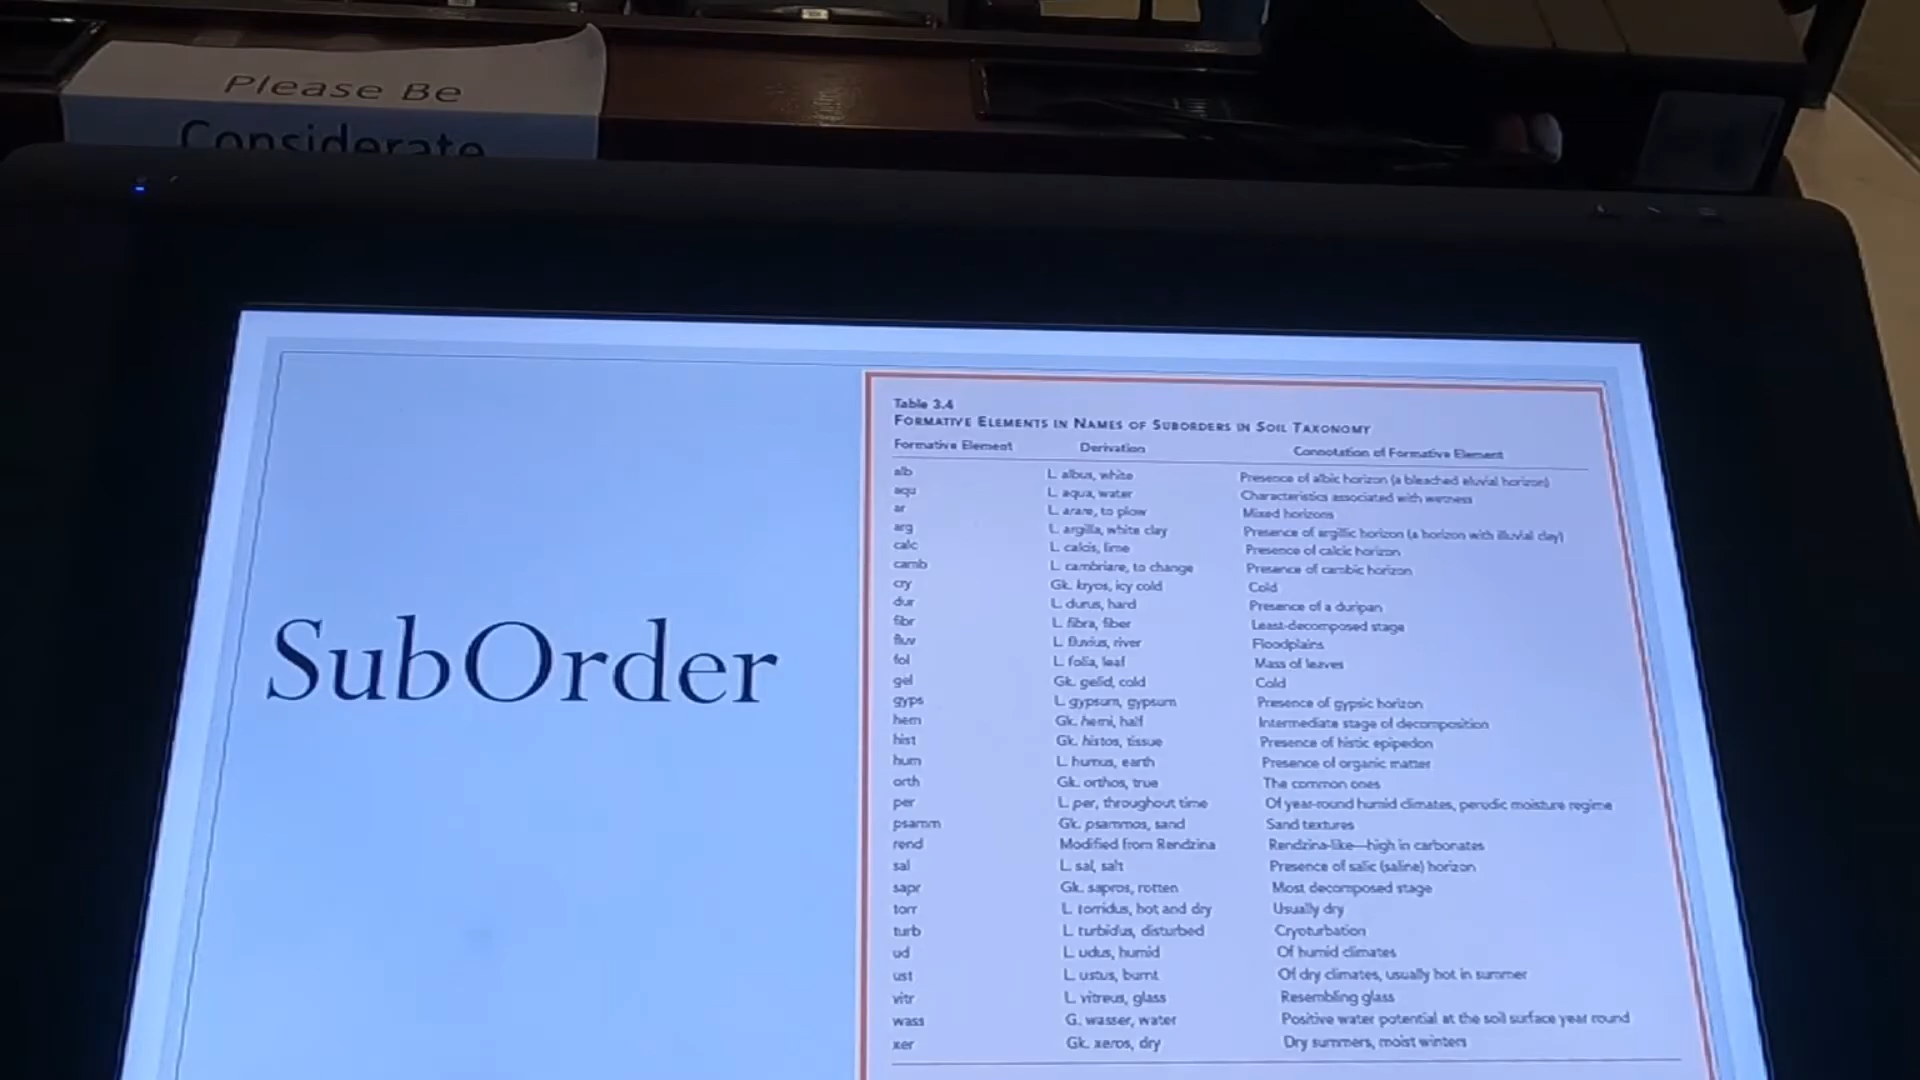 Please Be
Considerate
SubOrder
Table 3.4
FORMATIVE ELEMENTS IN NAMES OF SUBORDERS IN SOIL TAXONOMY
Formative Element Derivation Connotation of Formative Element
alb L. albus, white Presence of albic horizon (a bleached eluvial horizon)
aqu L. aqua, water Characteristics associated with wetness
ar L. arare, to plow Mixed horizons
arg L. argilla, white clay Presence of argillic horizon (a horizon with illuvial clay)
calc L. calcis, lime Presence of calcic horizon
camb L. cambriare, to change Presence of cambic horizon
cry Gk. kryos, icy cold Cold
dur L. durus, hard Presence of a duripan
fibr L. fibra, fiber Least-decomposed stage
fluv L. fluvius, river Floodplains
fol L. folia, leaf Mass of leaves
gel Gk. gelid, cold Cold
gyps L. gypsum, gypsum Presence of gypsic horizon
hem Gk. hemi, half Intermediate stage of decomposition
hist Gk. histos, tissue Presence of histic epipedon
hum L. humus, earth Presence of organic matter
orth Gk. orthos, true The common ones
per L. per, throughout time Of year-round humid climates, perudic moisture regime
psamm Gk. psammos, sand Sand textures
rend Modified from Rendzina Rendzina-like—high in carbonates
sal L. sal, salt Presence of salic (saline) horizon
sapr Gk. sapros, rotten Most decomposed stage
torr L. torridus, hot and dry Usually dry
turb L. turbidus, disturbed Cryoturbation
ud L. udus, humid Of humid climates
ust L. ustus, burnt Of dry climates, usually hot in summer
vitr L. vitreus, glass Resembling glass
wass G. wasser, water Positive water potential at the soil surface year round
xer Gk. xeros, dry Dry summers, moist winters